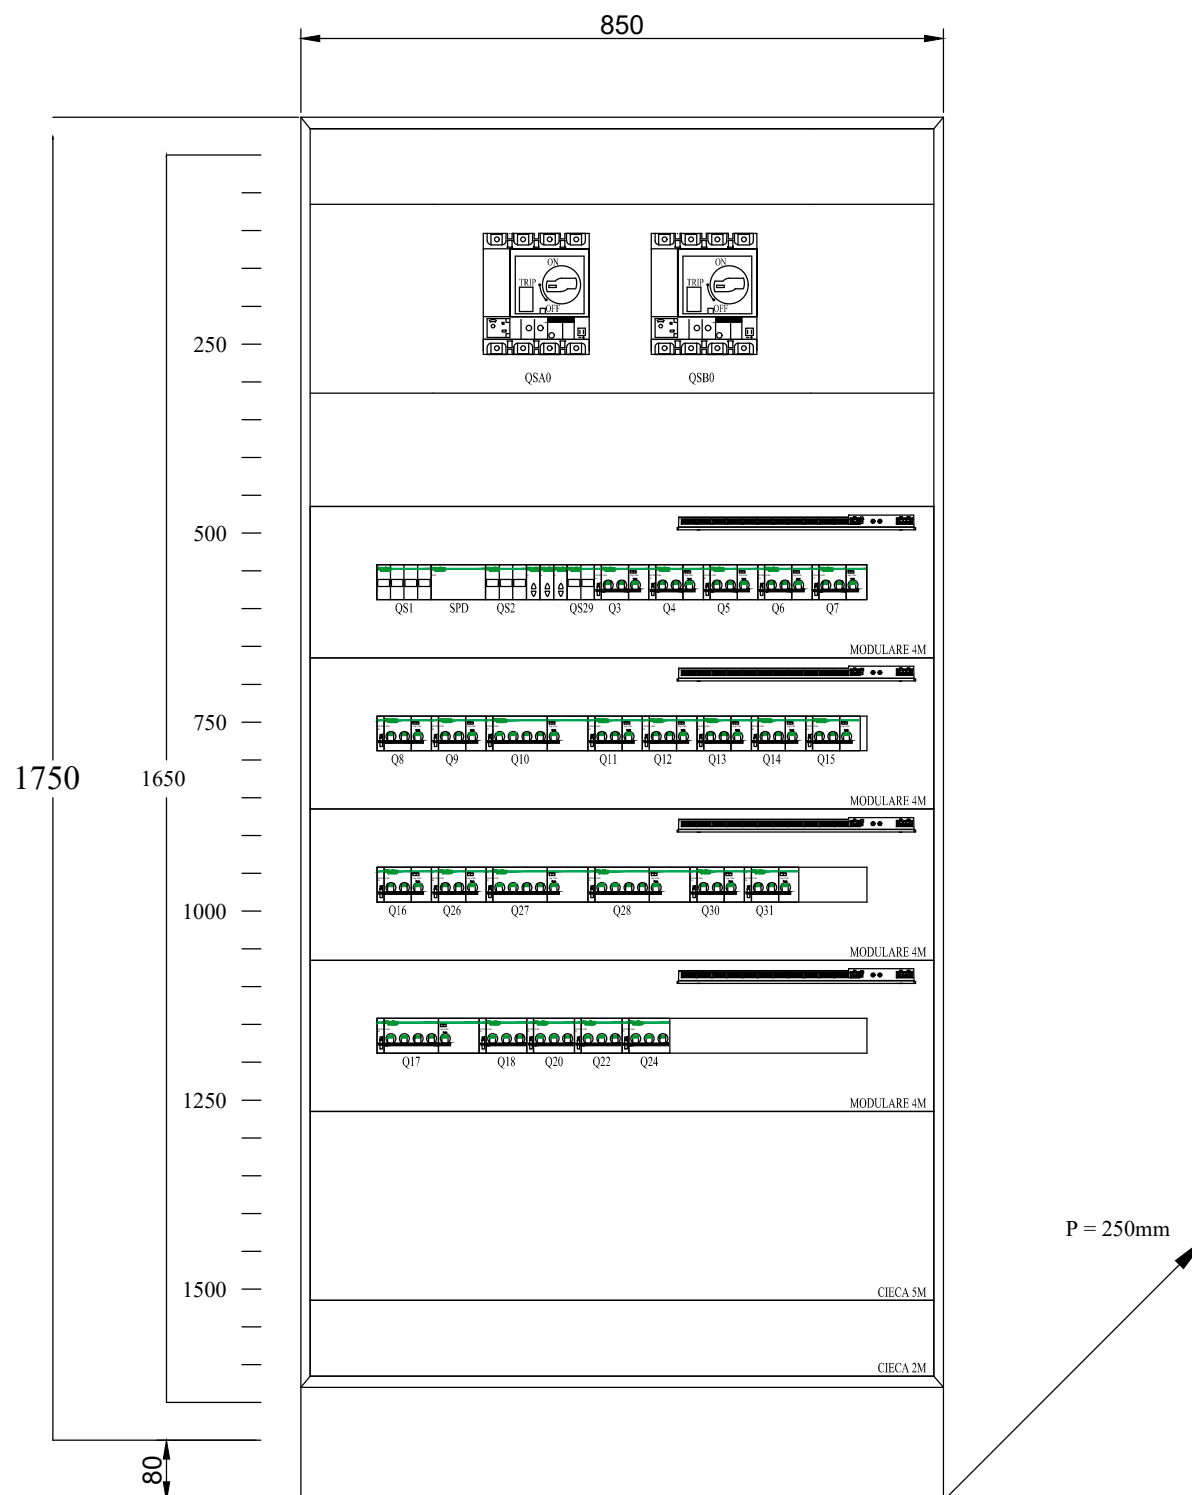 850
ON
TRIP
OFF
ON
TRIP
OFF
250
QSA0 QSB0
500
QS1 SPD QS2 QS29 Q3 Q4 Q5 Q6 Q7
MODULARE 4M
750
Q8 Q9 Q10 Q11 Q12 Q13 Q14 Q15
1750 1650
MODULARE 4M
1000
Q16 Q26 Q27 Q28 Q30 Q31
MODULARE 4M
Q17 Q18 Q20 Q22 Q24
1250
MODULARE 4M
P = 250mm
1500
CIECA 5M
CIECA 2M
80